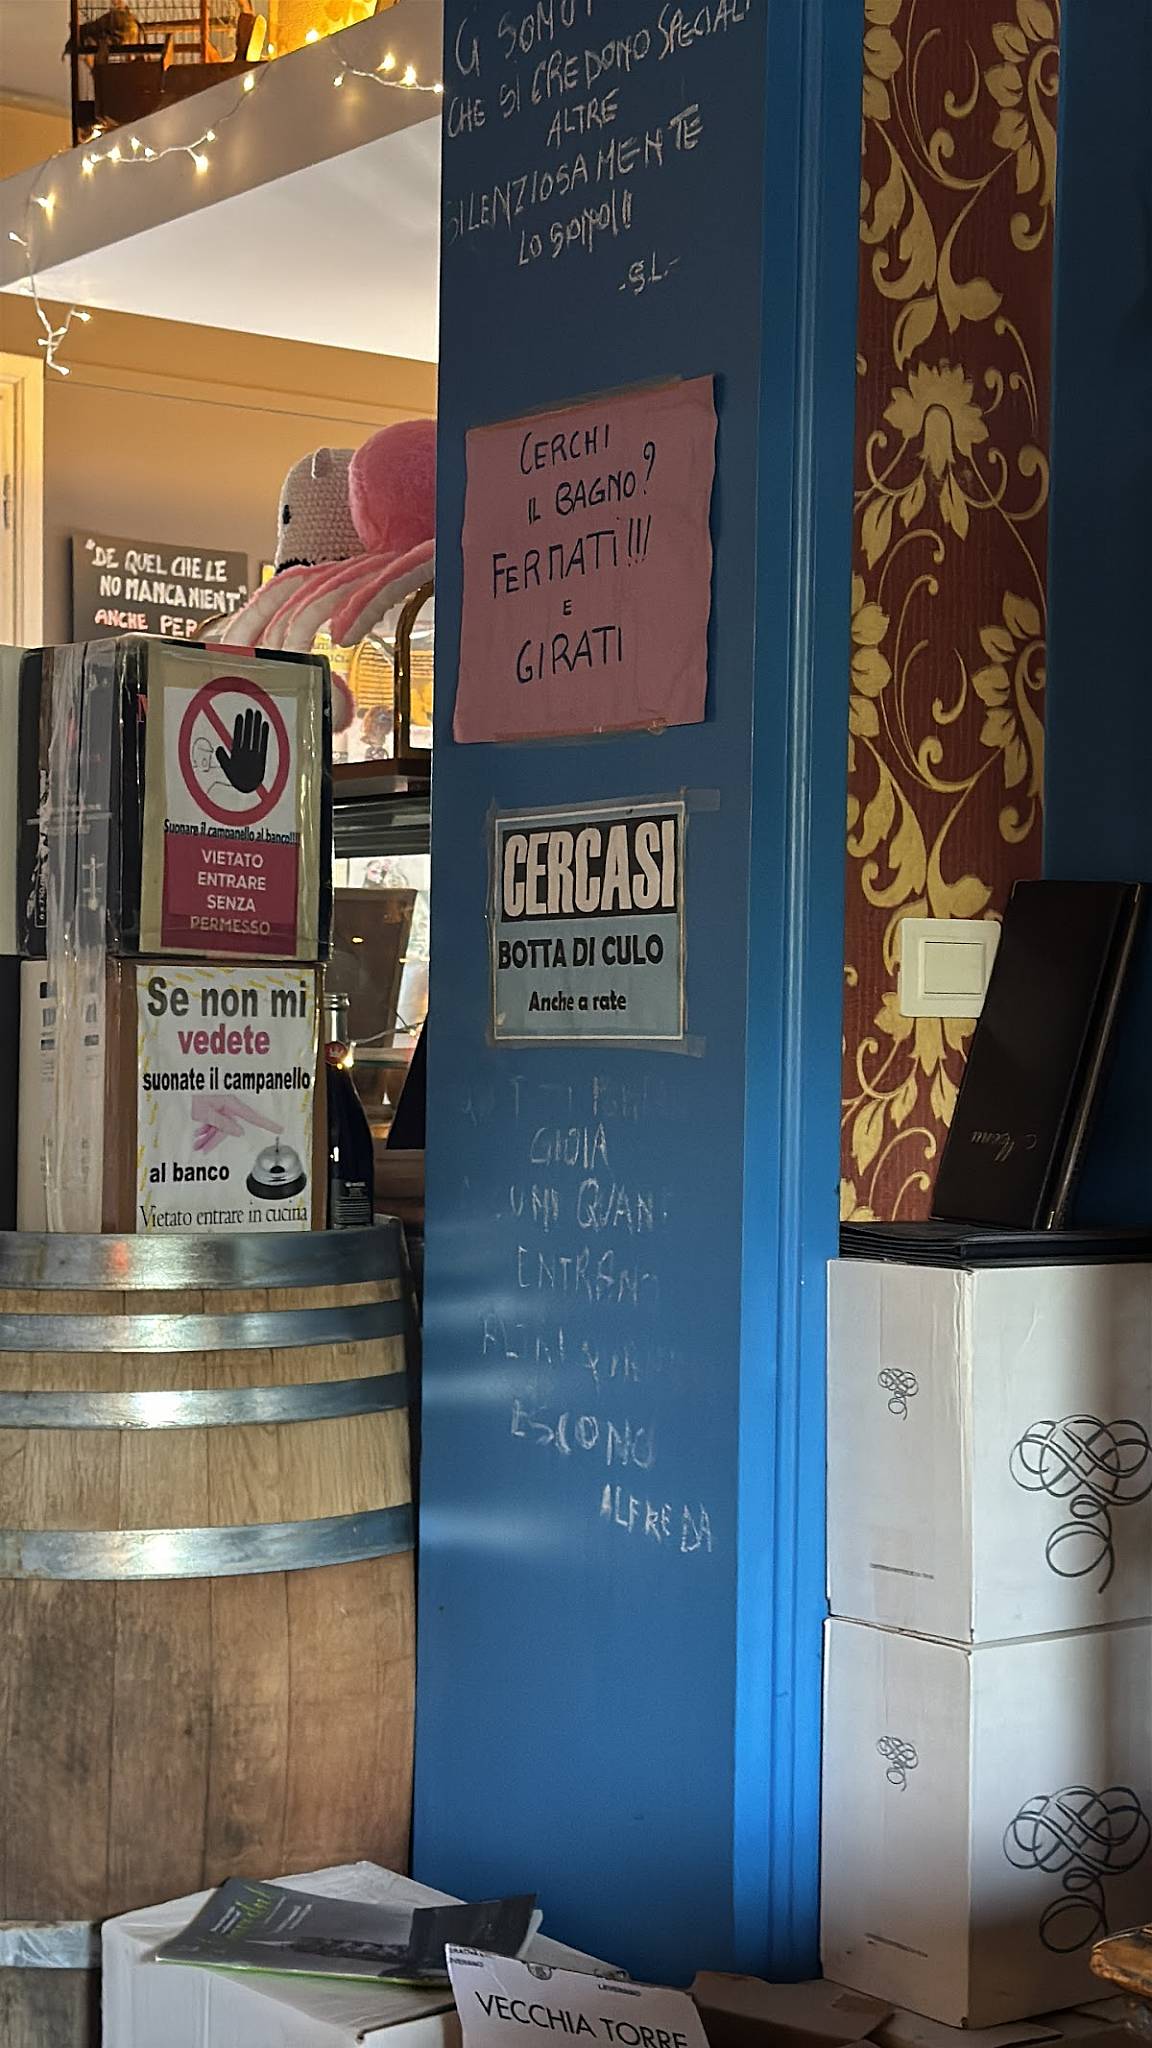 CHE SI CREDONO SPECIALI
ALTRE
SILENZIOSAMENTE
LO SONO!!
-S.L.-
CERCHI
IL BAGNO?
FERMATI!!!
E
GIRATI
CERCASI
BOTTA DI CULO
Anche a rate
GIOIA
ENTRANO
ESCONO
ALFREDA
"DE QUEL CHE LE
NO MANCA NIENT"
ANCHE PER
Suonare il campanello al banco!!!!
VIETATO
ENTRARE
SENZA
PERMESSO
Se non mi
vedete
suonate il campanello
al banco
Vietato entrare in cucina
Menu
VECCHIA TORRE